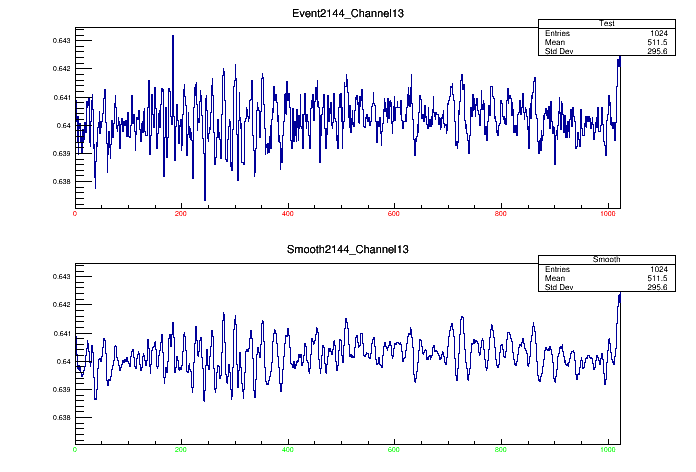 Event2144_Channel13
Test
Entries 1024
Mean 511.5
Std Dev 295.6
0.643
0.642
0.641
0.64
0.639
0.638
0 200 400 600 800 1000
Smooth2144_Channel13
Smooth
Entries 1024
Mean 511.5
Std Dev 295.6
0.643
0.642
0.641
0.64
0.639
0.638
0 200 400 600 800 1000